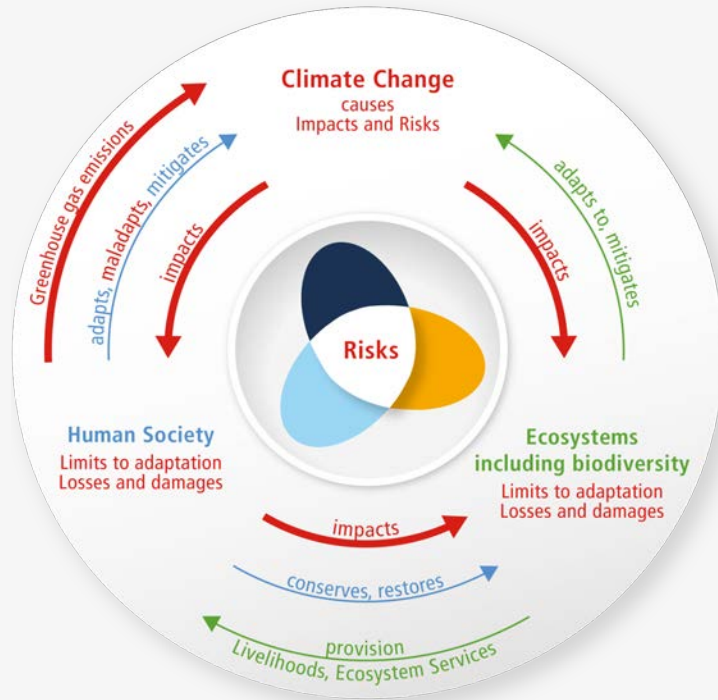 Climate Change
causes
Impacts and Risks
Greenhouse gas emissions
adapts, maladapts, mitigates
impacts
impacts
adapts to, mitigates
Risks
Human Society
Limits to adaptation
Losses and damages
Ecosystems
including biodiversity
Limits to adaptation
Losses and damages
impacts
conserves, restores
provision
Livelihoods, Ecosystem Services